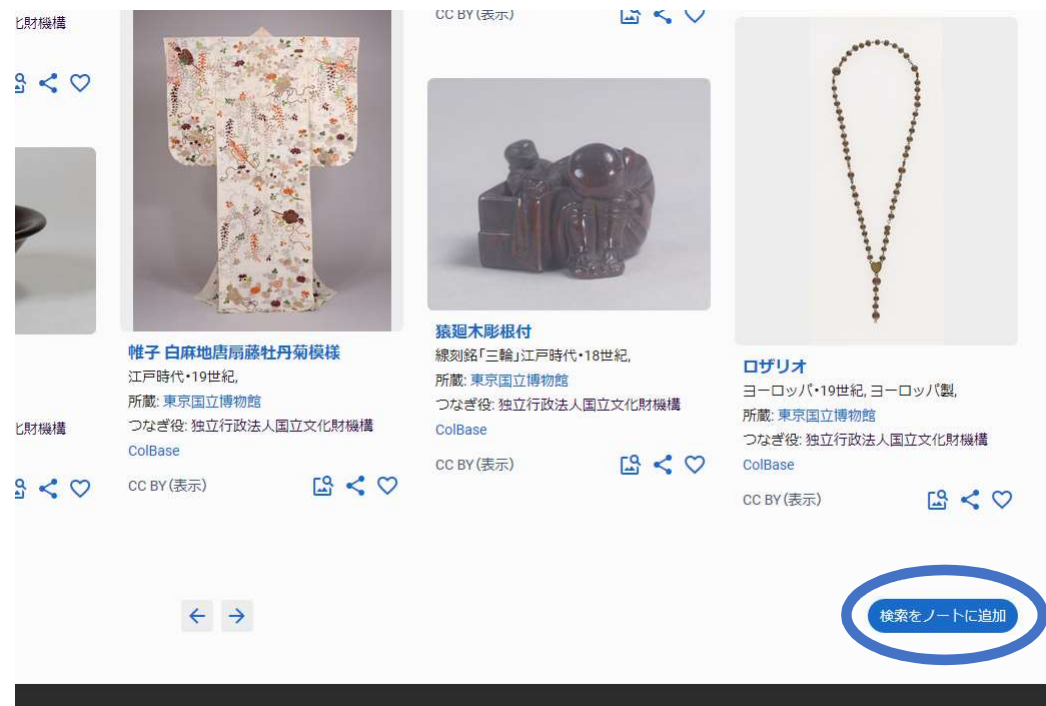 化財機構
化財機構
帷子 白麻地唐扇藤牡丹菊模様
江戸時代・19世紀,
所蔵: 東京国立博物館
つなぎ役: 独立行政法人国立文化財機構
ColBase
CC BY（表示）
CC BY（表示）
猿廻木彫根付
線刻銘「三輪」江戸時代・18世紀,
所蔵: 東京国立博物館
つなぎ役: 独立行政法人国立文化財機構
ColBase
CC BY（表示）
ロザリオ
ヨーロッパ・19世紀, ヨーロッパ製,
所蔵: 東京国立博物館
つなぎ役: 独立行政法人国立文化財機構
ColBase
CC BY（表示）
検索をノートに追加